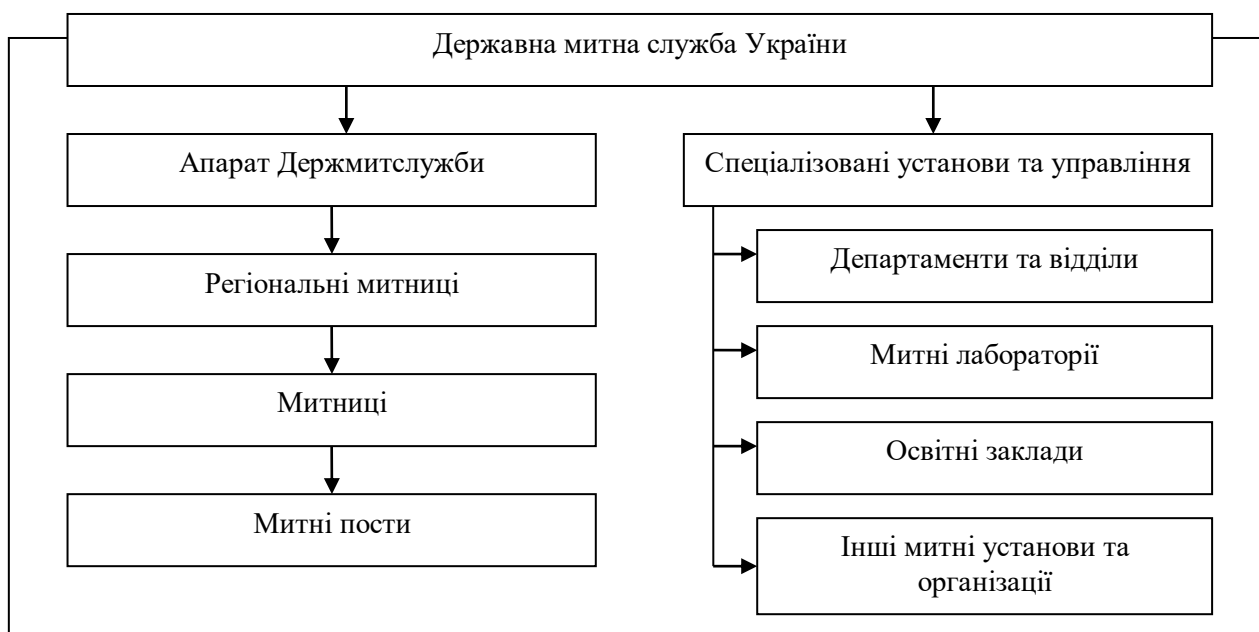 Державна митна служба України
Апарат Держмитслужби
Регіональні митниці
Митниці
Митні пости
Спеціалізовані установи та управління
Департаменти та відділи
Митні лабораторії
Освітні заклади
Інші митні установи та
організації